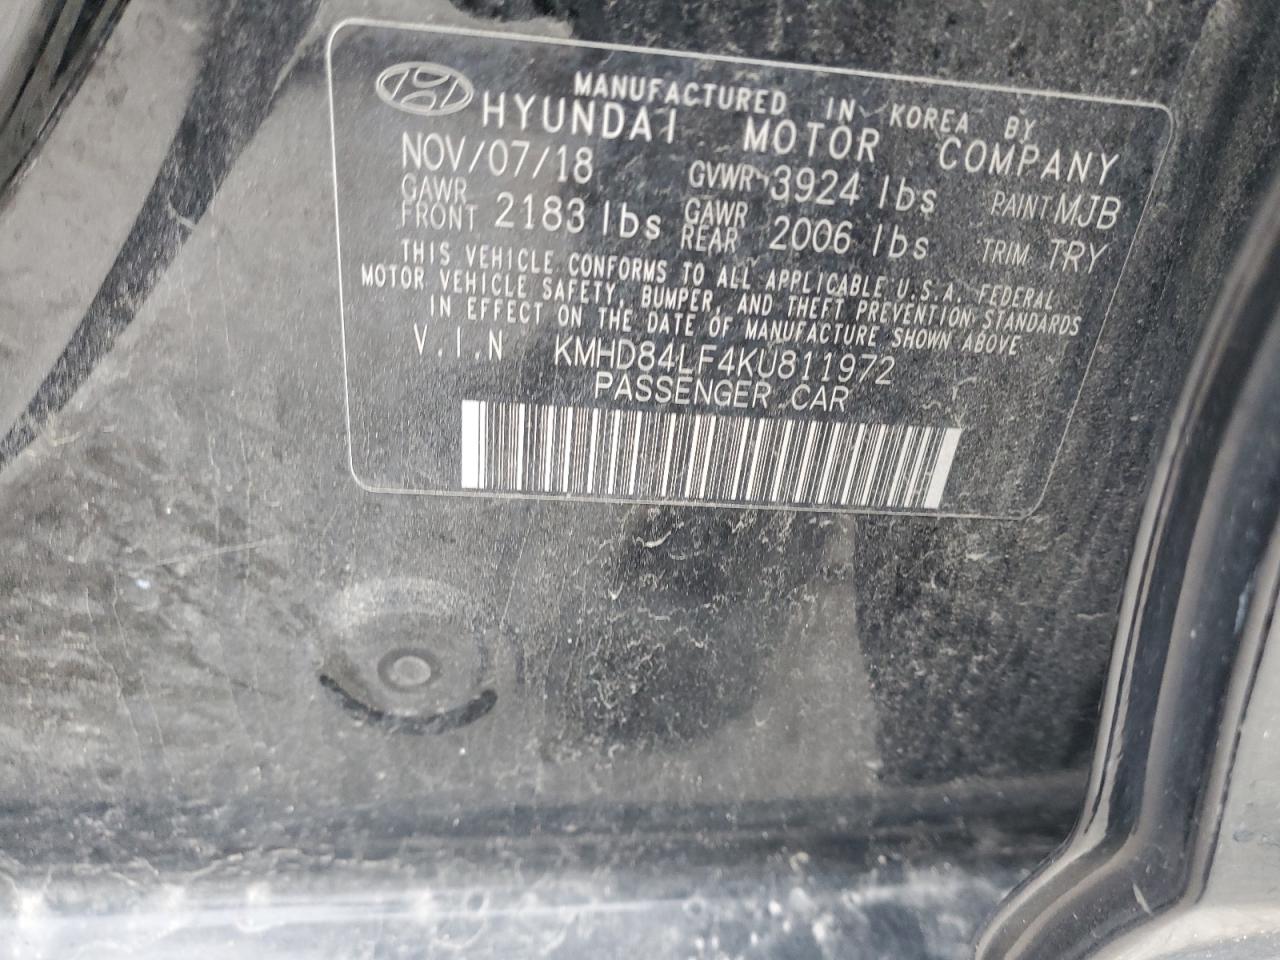 MANUFACTURED IN KOREA BY
HYUNDAI MOTOR COMPANY
NOV/07/18 GVWR 3924 lbs PAINT MJB
GAWR FRONT 2183 lbs GAWR REAR 2006 lbs TRIM TRY
THIS VEHICLE CONFORMS TO ALL APPLICABLE U.S.A. FEDERAL
MOTOR VEHICLE SAFETY, BUMPER, AND THEFT PREVENTION STANDARDS
IN EFFECT ON THE DATE OF MANUFACTURE SHOWN ABOVE
V.I.N KMHD84LF4KU811972
PASSENGER CAR